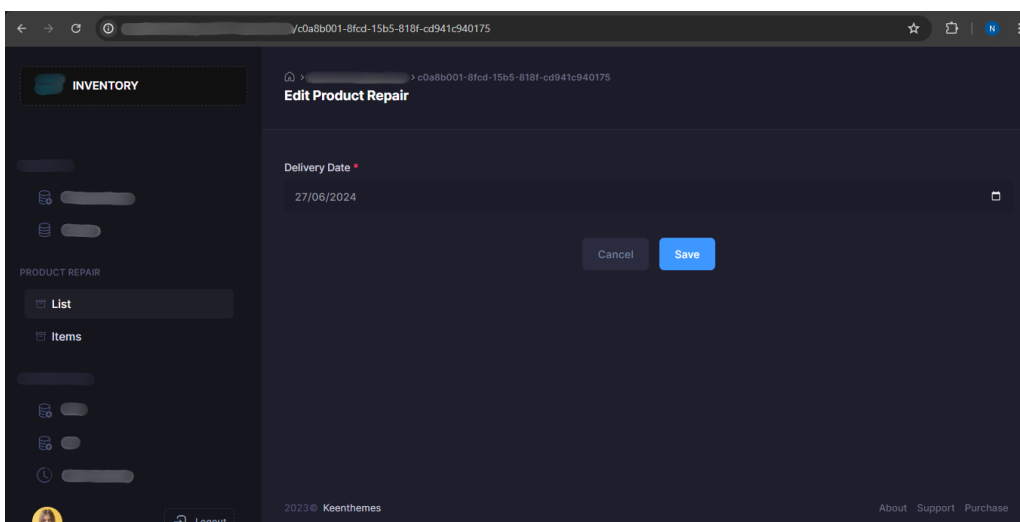 /c0a8b001-8fcd-15b5-818f-cd941c940175
N
INVENTORY
> > c0a8b001-8fcd-15b5-818f-cd941c940175
Edit Product Repair
Delivery Date *
27/06/2024
Cancel Save
PRODUCT REPAIR
List
Items
Logout
2023© Keenthemes
About Support Purchase